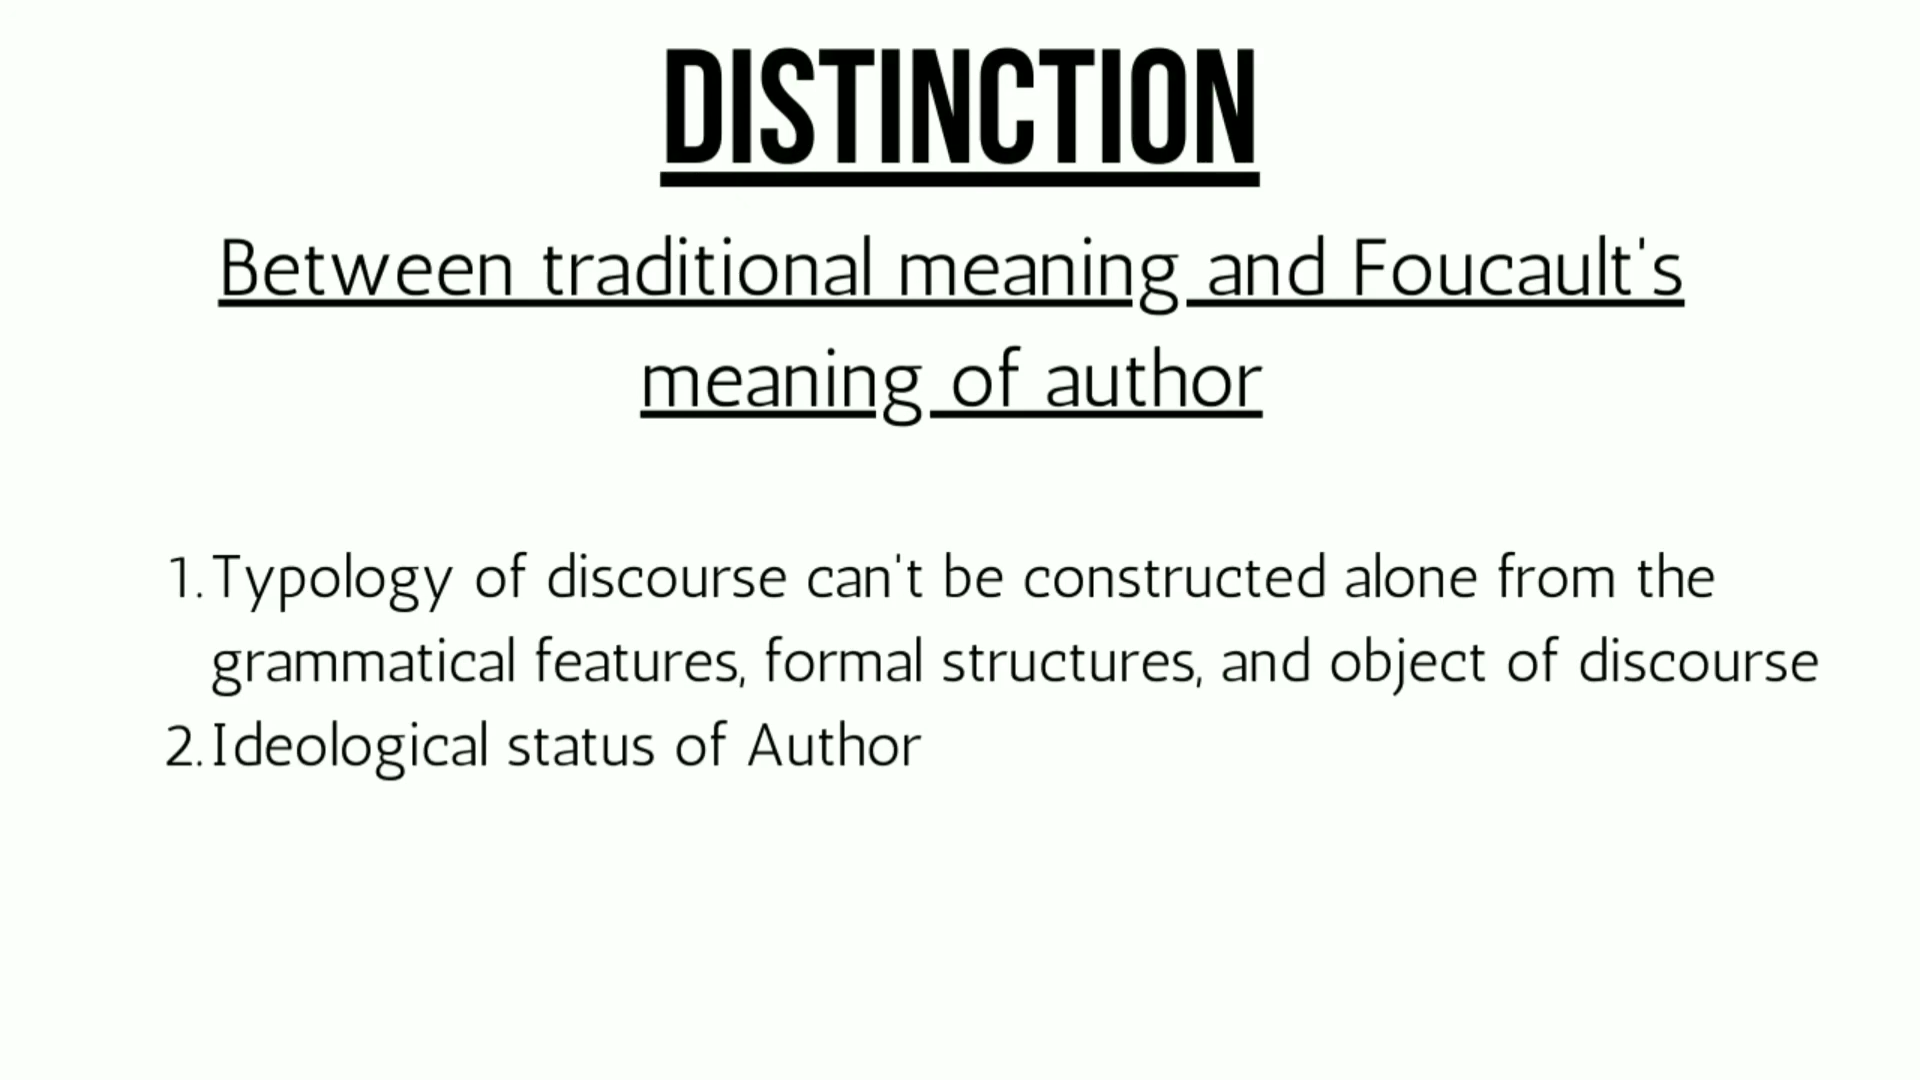 DISTINCTION
Between traditional meaning and Foucault's
meaning of author
1. Typology of discourse can't be constructed alone from the
grammatical features, formal structures, and object of discourse
2. Ideological status of Author